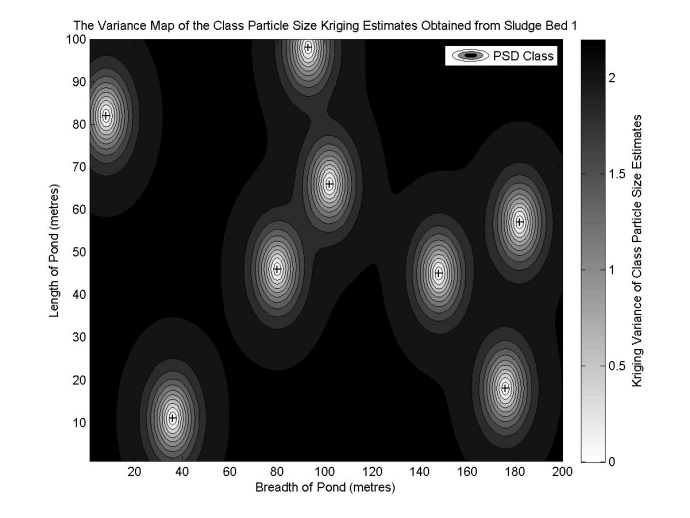 The Variance Map of the Class Particle Size Kriging Estimates Obtained from Sludge Bed 1
PSD Class
100
90
80
70
60
50
40
30
20
10
Length of Pond (metres)
20 40 60 80 100 120 140 160 180 200
Breadth of Pond (metres)
2
1.5
1
0.5
0
Kriging Variance of Class Particle Size Estimates